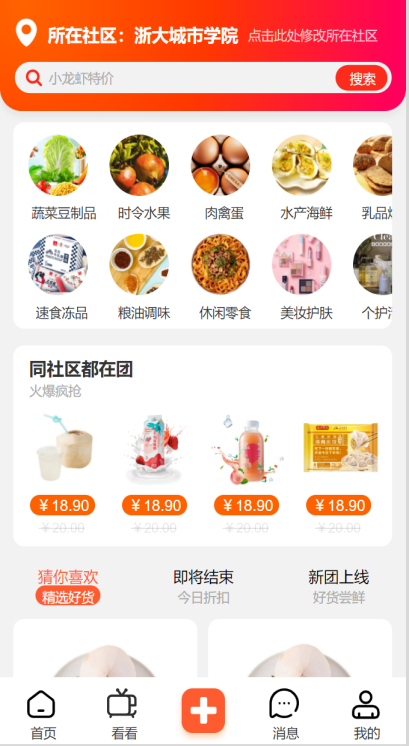 所在社区：浙大城市学院 点击此处修改所在社区
小龙虾特价 搜索
蔬菜豆制品 时令水果 肉禽蛋 水产海鲜 乳品烘
速食冻品 粮油调味 休闲零食 美妆护肤 个护清
同社区都在团
火爆疯抢
￥18.90 ￥18.90 ￥18.90 ￥18.90
￥20.00 ￥20.00 ￥20.00 ￥20.00
猜你喜欢 即将结束 新团上线
精选好货 今日折扣 好货尝鲜
首页 看看 消息 我的